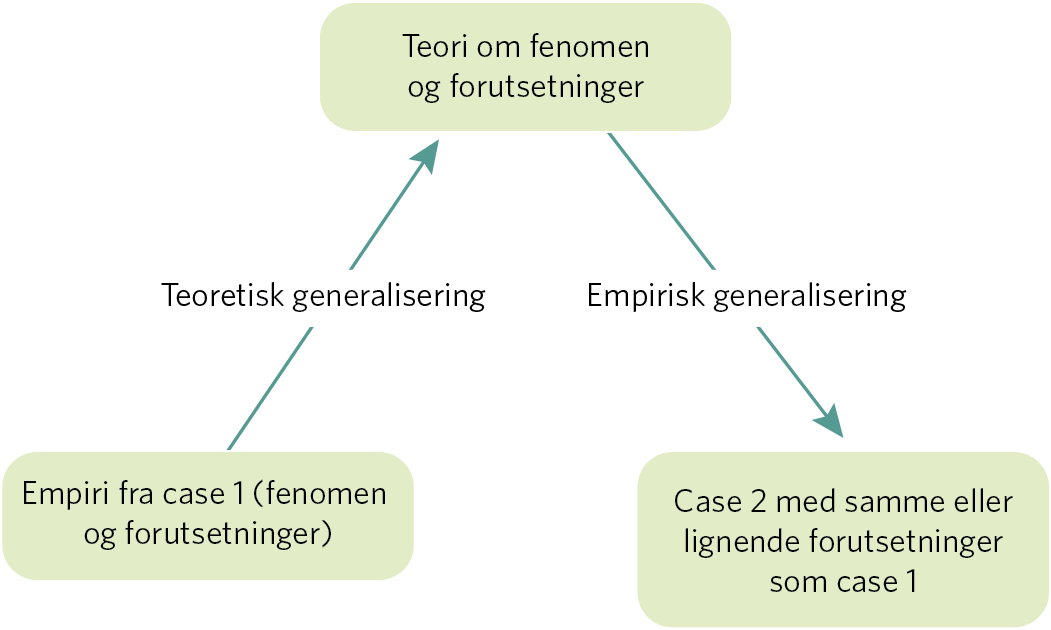 Teori om fenomen
og forutsetninger
Teoretisk generalisering
Empirisk generalisering
Empiri fra case 1 (fenomen
og forutsetninger)
Case 2 med samme eller
lignende forutsetninger
som case 1